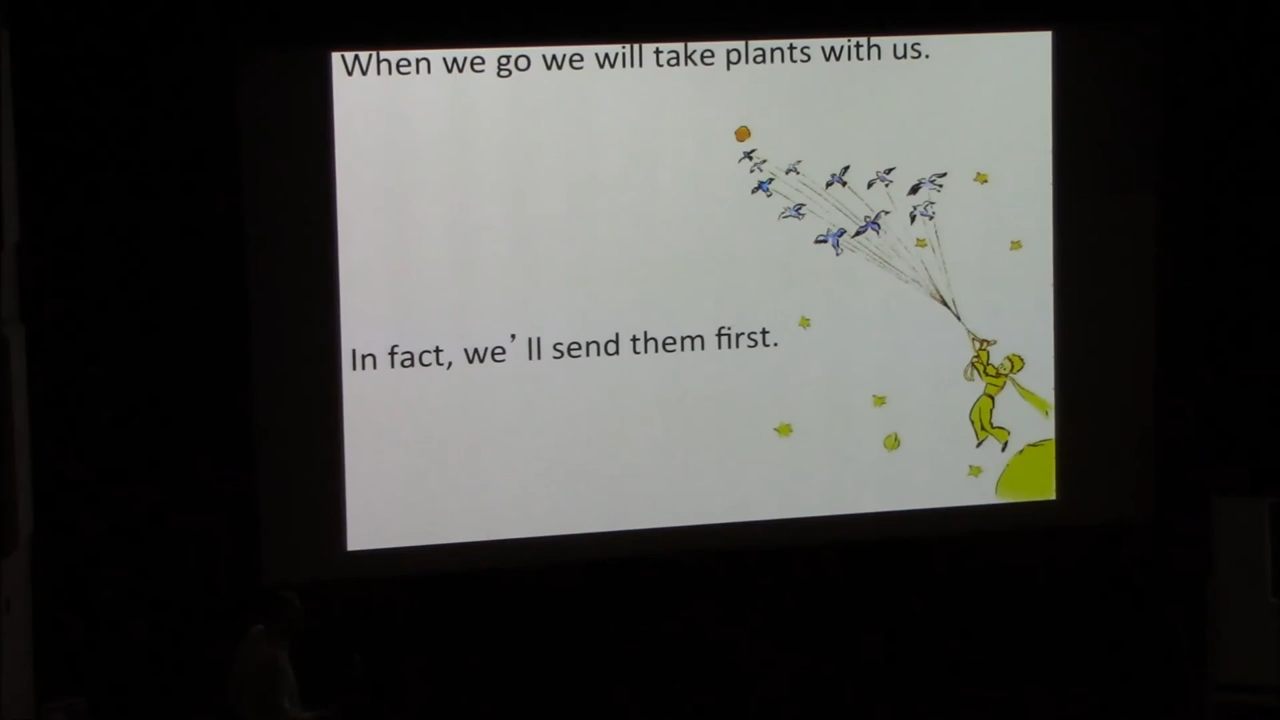 When we go we will take plants with us.
In fact, we’ ll send them first.